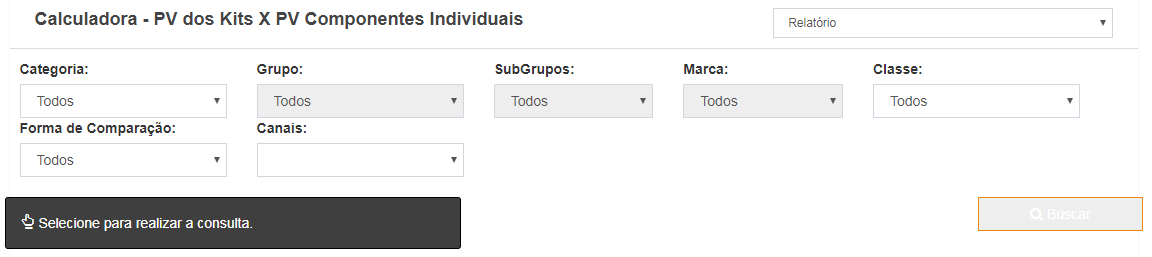 Calculadora - PV dos Kits X PV Componentes Individuais
Relatório
Categoria: Grupo: SubGrupos: Marca: Classe:
Todos Todos Todos Todos Todos
Forma de Comparação: Canais:
Todos
Selecione para realizar a consulta.
Buscar